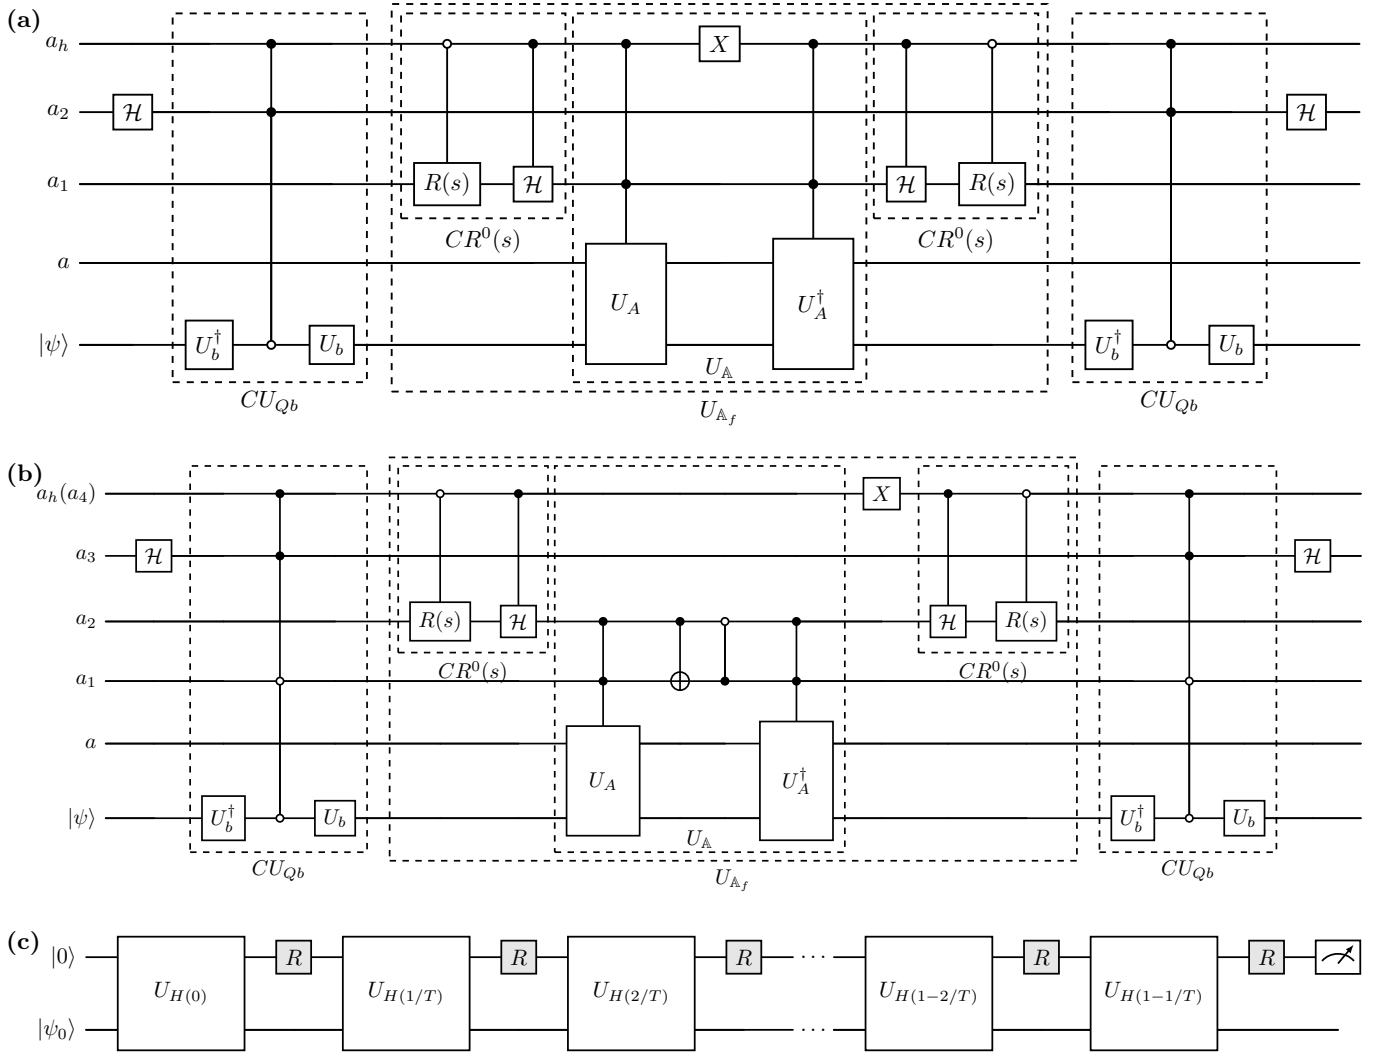 (a)
a_h X
a_2 ℋ ℋ
a_1 R(s) ℋ ℋ R(s)
CR^0(s) CR^0(s)
a U_A U_A^†
|ψ⟩ U_b^† U_b U_b^† U_b
U_𝔸
CU_{Qb} U_{𝔸_f} CU_{Qb}
(b)
a_h(a_4) X
a_3 ℋ ℋ
a_2 R(s) ℋ ℋ R(s)
CR^0(s) CR^0(s)
a_1
a U_A U_A^†
|ψ⟩ U_b^† U_b U_b^† U_b
U_𝔸
CU_{Qb} U_{𝔸_f} CU_{Qb}
(c)
|0⟩ R R R ··· R R
U_{H(0)} U_{H(1/T)} U_{H(2/T)} U_{H(1−2/T)} U_{H(1−1/T)}
|ψ_0⟩ ···